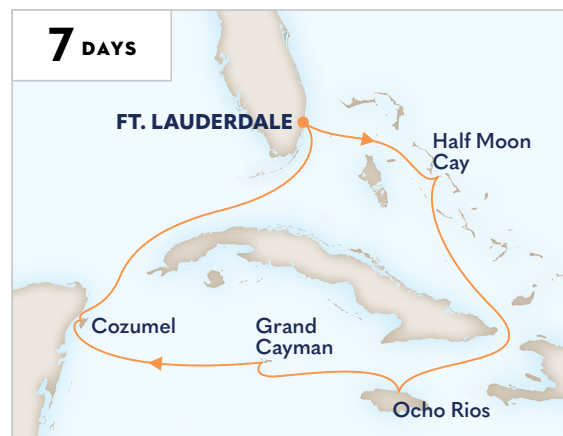 7 DAYS
FT. LAUDERDALE
Half Moon
Cay
Cozumel
Grand
Cayman
Ocho Rios